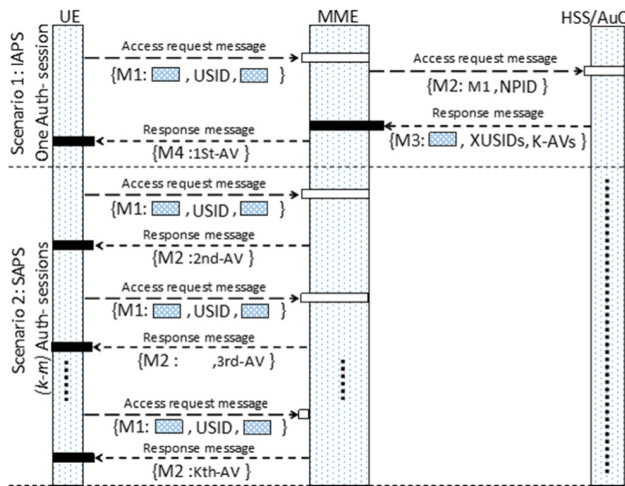 UE MME HSS/AuC
Scenario 1: IAPS
One Auth- session
Access request message
{M1: , USID, }
Access request message
{M2: M1 ,NPID}
Response message
{M3: , XUSIDs, K-AVs }
Response message
{M4 :1St-AV }
Scenario 2: SAPS
(k-m) Auth- sessions
Access request message
{M1: , USID, }
Response message
{M2 :2nd-AV }
Access request message
{M1: , USID, }
Response message
{M2 : ,3rd-AV }
Access request message
{M1: , USID, }
Response message
{M2 :Kth-AV }